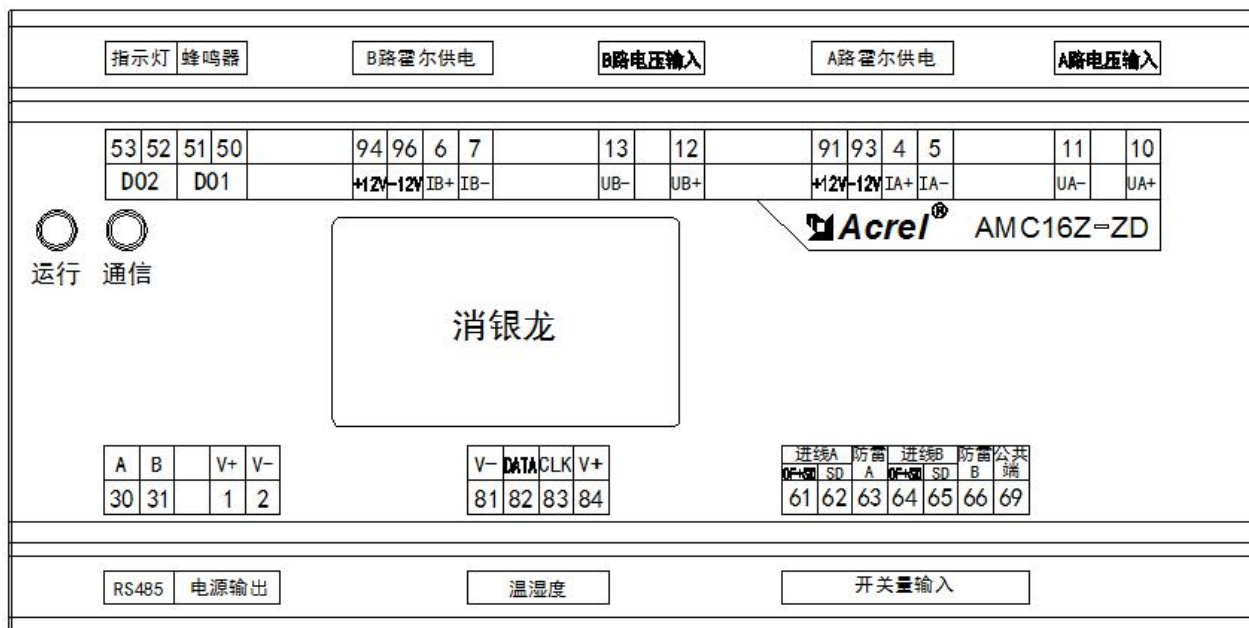 指示灯 蜂鸣器 B路霍尔供电 B路电压输入 A路霍尔供电 A路电压输入
53 52 51 50 94 96 6 7 13 12 91 93 4 5 11 10
D02 D01 +12V -12V IB+ IB- UB- UB+ +12V -12V IA+ IA- UA- UA+
Acrel® AMC16Z-ZD
运行 通信
消银龙
A B V+ V- V- DATA CLK V+ 进线A 防雷A 进线B 防雷B 公共端
OF+SD SD OF+SD SD
30 31 1 2 81 82 83 84 61 62 63 64 65 66 69
RS485 电源输出 温湿度 开关量输入